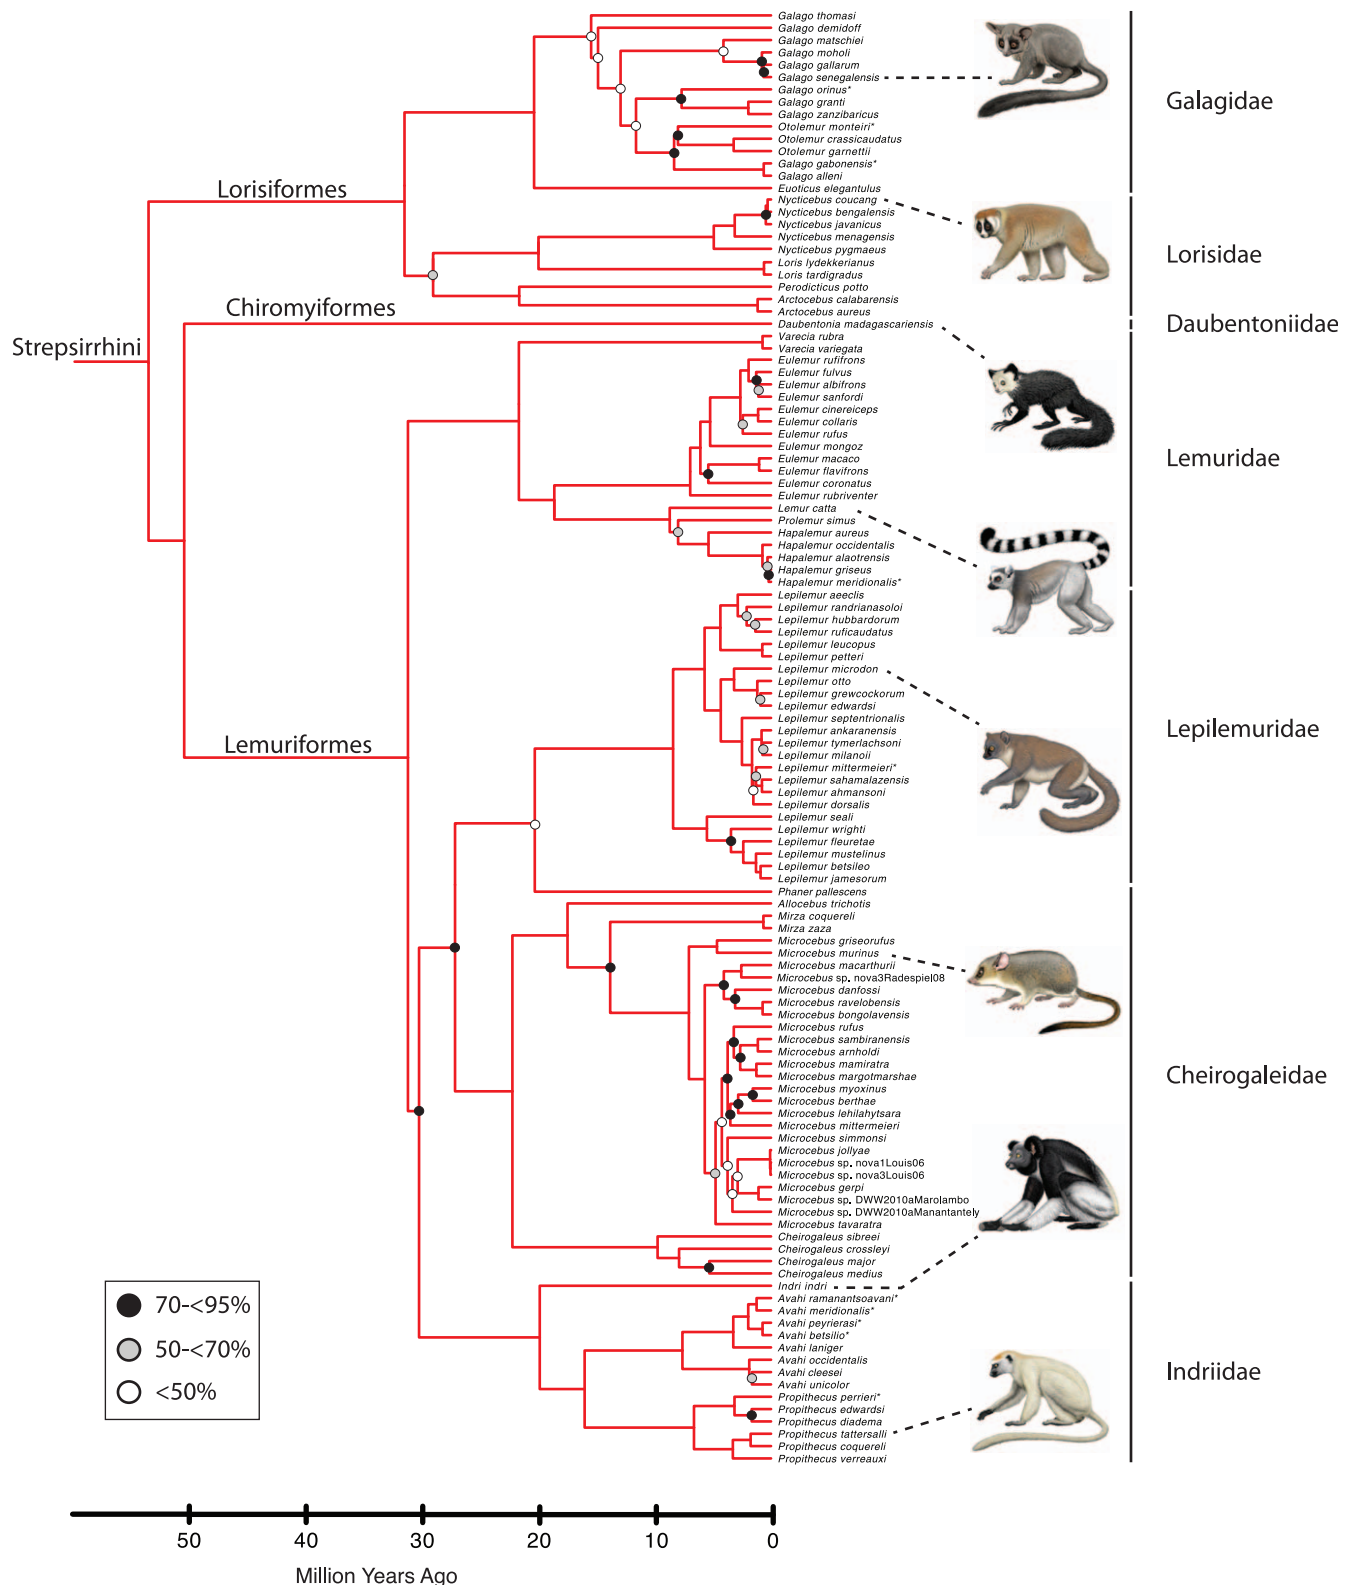 Galago thomasi
Galago demidoff
Galago matschiei
Galago moholi
Galago gallarum
Galago senegalensis
Galago orinus*
Galago granti
Galago zanzibaricus
Otolemur monteiri*
Otolemur crassicaudatus
Otolemur garnettii
Galago gabonensis*
Galago alleni
Euoticus elegantulus
Galagidae
Lorisiformes
Nycticebus coucang
Nycticebus bengalensis
Nycticebus javanicus
Nycticebus menagensis
Nycticebus pygmaeus
Loris lydekkerianus
Loris tardigradus
Perodicticus potto
Arctocebus calabarensis
Arctocebus aureus
Lorisidae
Chiromyiformes
Daubentonia madagascariensis
Daubentoniidae
Strepsirrhini
Varecia rubra
Varecia variegata
Eulemur rufifrons
Eulemur fulvus
Eulemur albifrons
Eulemur sanfordi
Eulemur cinereiceps
Eulemur collaris
Eulemur rufus
Eulemur mongoz
Eulemur macaco
Eulemur flavifrons
Eulemur coronatus
Eulemur rubriventer
Lemur catta
Prolemur simus
Hapalemur aureus
Hapalemur occidentalis
Hapalemur alaotrensis
Hapalemur griseus
Hapalemur meridionalis*
Lemuridae
Lepilemur aeeclis
Lepilemur randrianasoloi
Lepilemur hubbardorum
Lepilemur ruficaudatus
Lepilemur leucopus
Lepilemur petteri
Lepilemur microdon
Lepilemur otto
Lepilemur grewcockorum
Lepilemur edwardsi
Lepilemur septentrionalis
Lepilemur ankaranensis
Lepilemur tymerlachsoni
Lepilemur milanoii
Lepilemur mittermeieri*
Lepilemur sahamalazensis
Lepilemur ahmansoni
Lepilemur dorsalis
Lepilemur seali
Lepilemur wrighti
Lepilemur fleuretae
Lepilemur mustelinus
Lepilemur betsileo
Lepilemur jamesorum
Lepilemuridae
Lemuriformes
Phaner pallescens
Allocebus trichotis
Mirza coquereli
Mirza zaza
Microcebus griseorufus
Microcebus murinus
Microcebus macarthurii
Microcebus sp. nova3Radespiel08
Microcebus danfossi
Microcebus ravelobensis
Microcebus bongolavensis
Microcebus rufus
Microcebus sambiranensis
Microcebus arnholdi
Microcebus mamiratra
Microcebus margotmarshae
Microcebus myoxinus
Microcebus berthae
Microcebus lehilahytsara
Microcebus mittermeieri
Microcebus simmonsi
Microcebus jollyae
Microcebus sp. nova1Louis06
Microcebus sp. nova3Louis06
Microcebus gerpi
Microcebus sp. DWW2010aMarolambo
Microcebus sp. DWW2010aManantantely
Microcebus tavaratra
Cheirogaleus sibreei
Cheirogaleus crossleyi
Cheirogaleus major
Cheirogaleus medius
Cheirogaleidae
Indri indri
Avahi ramanantsoavani*
Avahi meridionalis*
Avahi peyrierasi*
Avahi betsilio*
Avahi laniger
Avahi occidentalis
Avahi cleesei
Avahi unicolor
Propithecus perrieri*
Propithecus edwardsi
Propithecus diadema
Propithecus tattersalli
Propithecus coquereli
Propithecus verreauxi
Indriidae
70-<95%
50-<70%
<50%
50 40 30 20 10 0
Million Years Ago